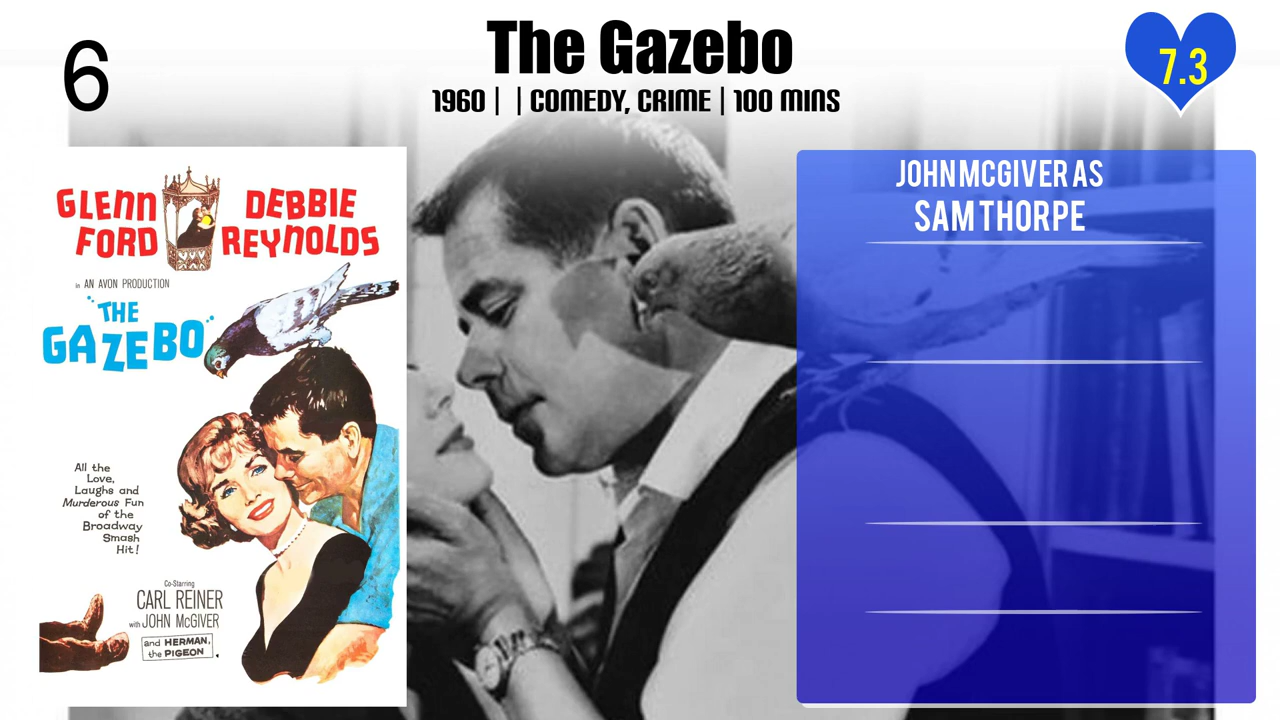 6
The Gazebo
1960 | | COMEDY, CRIME | 100 MINS
7.3
GLENN FORD
DEBBIE REYNOLDS
in AN AVON PRODUCTION
"THE
GAZEBO"
All the
Love,
Laughs and
Murderous Fun
of the
Broadway
Smash
Hit!
Co-Starring
CARL REINER
with JOHN McGIVER
and HERMAN,
the PIGEON.
JOHN MCGIVER AS
SAM THORPE